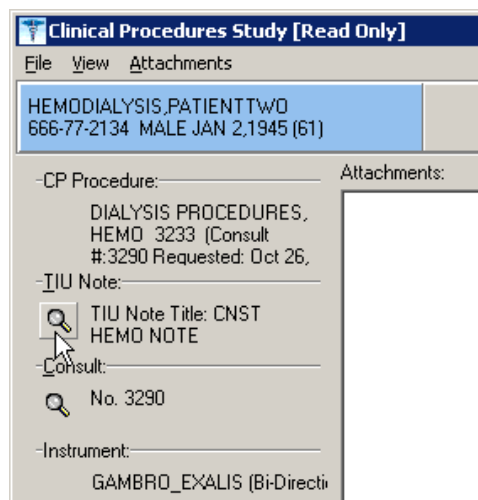 Clinical Procedures Study [Read Only]
File View Attachments
HEMODIALYSIS,PATIENTTWO
666-77-2134 MALE JAN 2,1945 (61)
CP Procedure:
Attachments:
DIALYSIS PROCEDURES,
HEMO 3233 (Consult
#:3290 Requested: Oct 26,
TIU Note:
TIU Note Title: CNST
HEMO NOTE
Consult:
No. 3290
Instrument:
GAMBRO_EXALIS (Bi-Directi